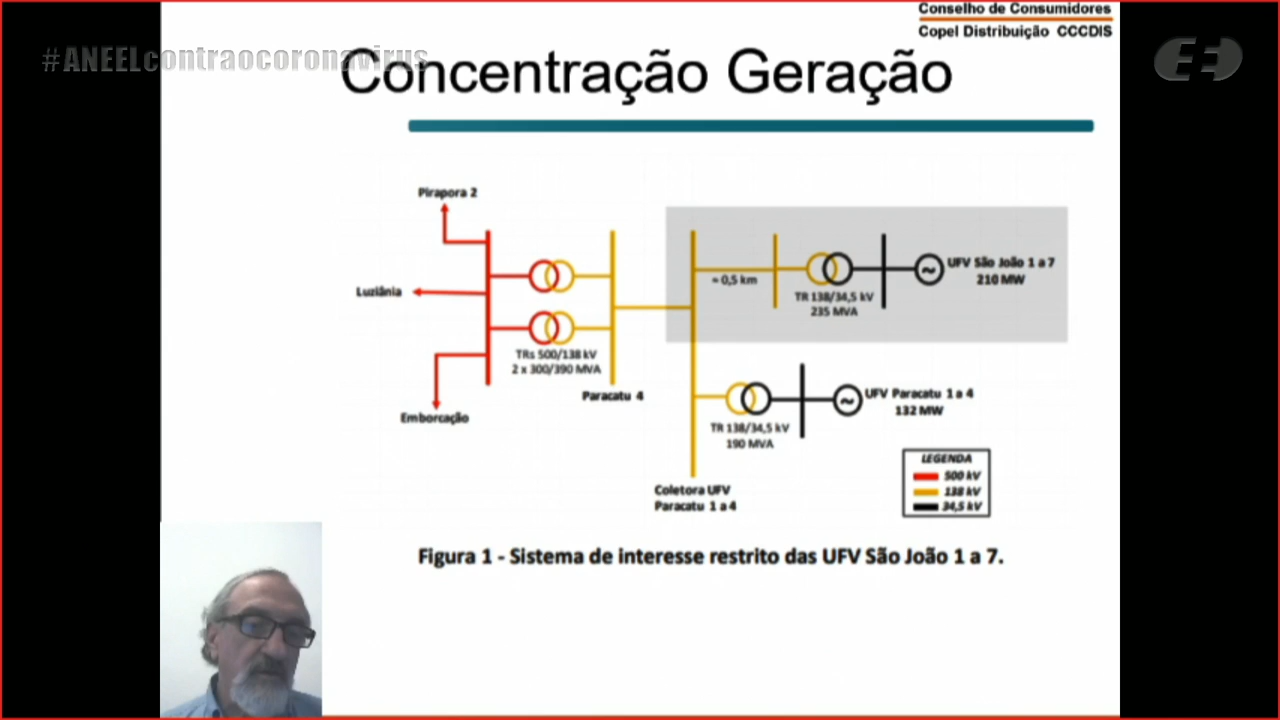 Conselho de Consumidores
Copel Distribuição CCCDIS
#ANEELcontraocoronavirus
Concentração Geração
Pirapora 2
Luziânia
Emborcação
TRs 500/138 kV
2 x 300/390 MVA
Paracatu 4
≈ 0,5 km
TR 138/34,5 kV
235 MVA
UFV São João 1 a 7
210 MW
TR 138/34,5 kV
190 MVA
UFV Paracatu 1 a 4
132 MW
Coletora UFV
Paracatu 1 a 4
LEGENDA
500 kV
138 kV
34,5 kV
Figura 1 - Sistema de interesse restrito das UFV São João 1 a 7.